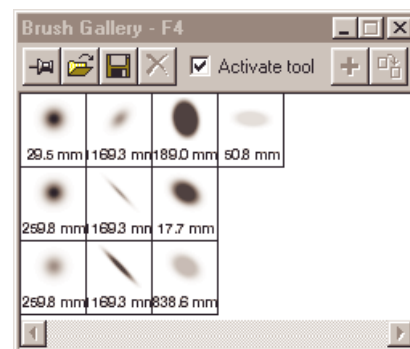 Brush Gallery - F4
Activate tool
29.5 mm 169.3 mm 189.0 mm 50.8 mm
259.8 mm 169.3 mm 17.7 mm
259.8 mm 169.3 mm 838.6 mm